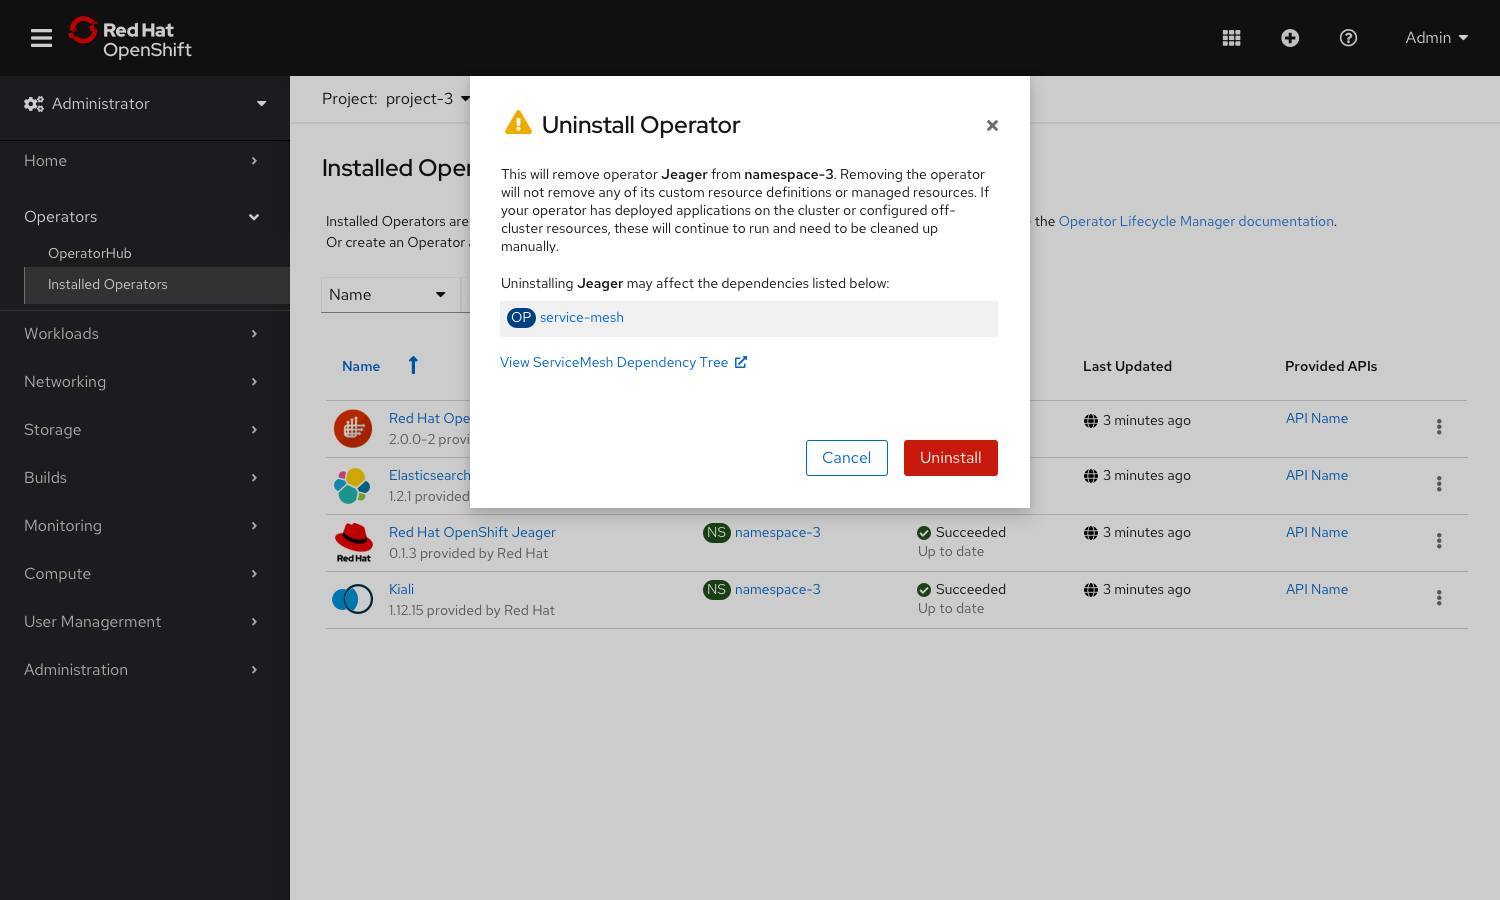 Red Hat
OpenShift
Admin
Administrator
Home
Operators
OperatorHub
Installed Operators
Workloads
Networking
Storage
Builds
Monitoring
Compute
User Managerment
Administration
Project: project-3
Installed Oper
Installed Operators are
the Operator Lifecycle Manager documentation.
Or create an Operator
Name
Name
Last Updated
Provided APIs
Red Hat Ope
2.0.0-2 provi
3 minutes ago
API Name
Elasticsearch
1.2.1 provided
3 minutes ago
API Name
Red Hat
Red Hat OpenShift Jeager
0.1.3 provided by Red Hat
NS namespace-3
Succeeded
Up to date
3 minutes ago
API Name
Kiali
1.12.15 provided by Red Hat
NS namespace-3
Succeeded
Up to date
3 minutes ago
API Name
Uninstall Operator
This will remove operator Jeager from namespace-3. Removing the operator
will not remove any of its custom resource definitions or managed resources. If
your operator has deployed applications on the cluster or configured off-
cluster resources, these will continue to run and need to be cleaned up
manually.
Uninstalling Jeager may affect the dependencies listed below:
OP service-mesh
View ServiceMesh Dependency Tree
Cancel
Uninstall